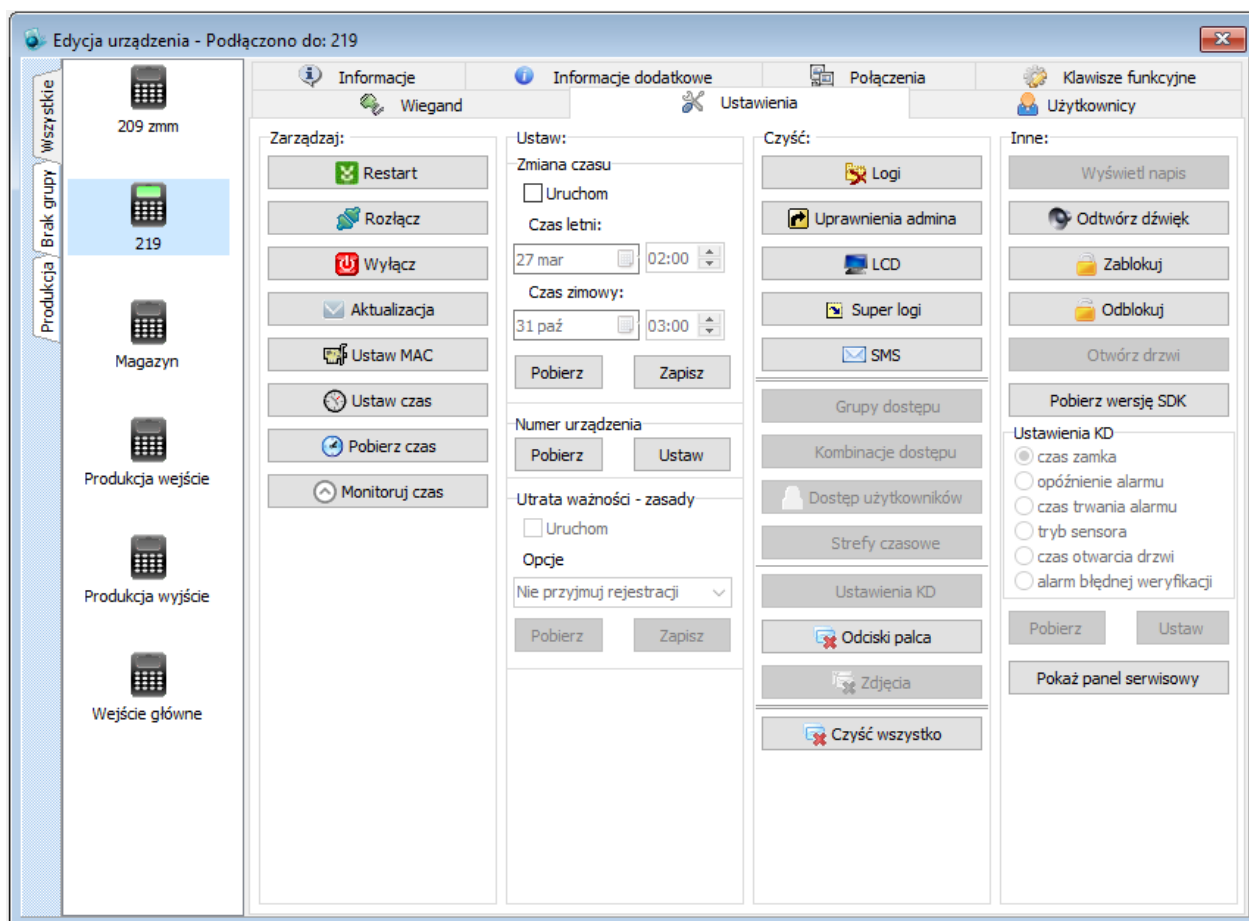 Edycja urządzenia - Podłączono do: 219
Wszystkie
Brak grupy
Produkcja
209 zmm
219
Magazyn
Produkcja wejście
Produkcja wyjście
Wejście główne
Informacje
Informacje dodatkowe
Połączenia
Klawisze funkcyjne
Wiegand
Ustawienia
Użytkownicy
Zarządzaj:
Restart
Rozłącz
Wyłącz
Aktualizacja
Ustaw MAC
Ustaw czas
Pobierz czas
Monitoruj czas
Ustaw:
Zmiana czasu
Uruchom
Czas letni:
27 mar 02:00
Czas zimowy:
31 paź 03:00
Pobierz Zapisz
Numer urządzenia
Pobierz Ustaw
Utrata ważności - zasady
Uruchom
Opcje
Nie przyjmuj rejestracji
Pobierz Zapisz
Czyść:
Logi
Uprawnienia admina
LCD
Super logi
SMS
Grupy dostępu
Kombinacje dostępu
Dostęp użytkowników
Strefy czasowe
Ustawienia KD
Odciski palca
Zdjęcia
Czyść wszystko
Inne:
Wyświetl napis
Odtwórz dźwięk
Zablokuj
Odblokuj
Otwórz drzwi
Pobierz wersję SDK
Ustawienia KD
czas zamka
opóźnienie alarmu
czas trwania alarmu
tryb sensora
czas otwarcia drzwi
alarm błędnej weryfikacji
Pobierz Ustaw
Pokaż panel serwisowy